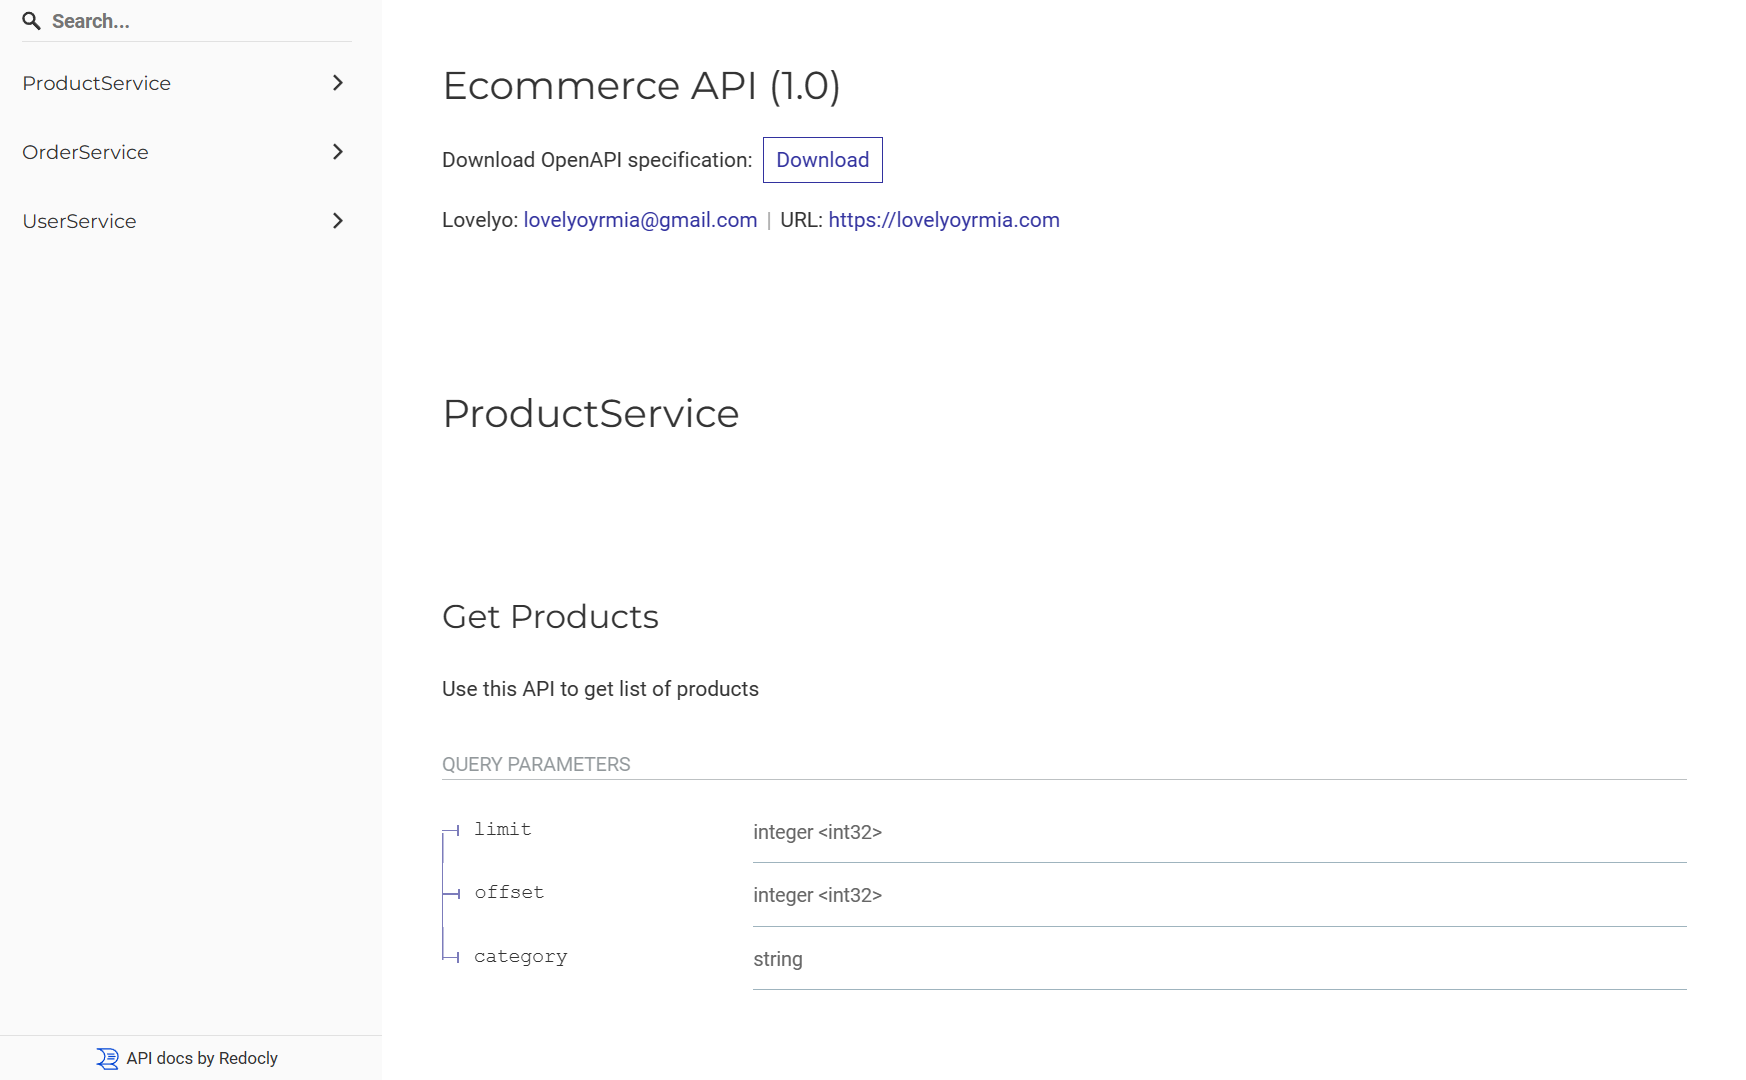 Search...
ProductService
OrderService
UserService
API docs by Redocly
Ecommerce API (1.0)
Download OpenAPI specification: Download
Lovelyo: lovelyoyrmia@gmail.com | URL: https://lovelyoyrmia.com
ProductService
Get Products
Use this API to get list of products
QUERY PARAMETERS
limit integer <int32>
offset integer <int32>
category string